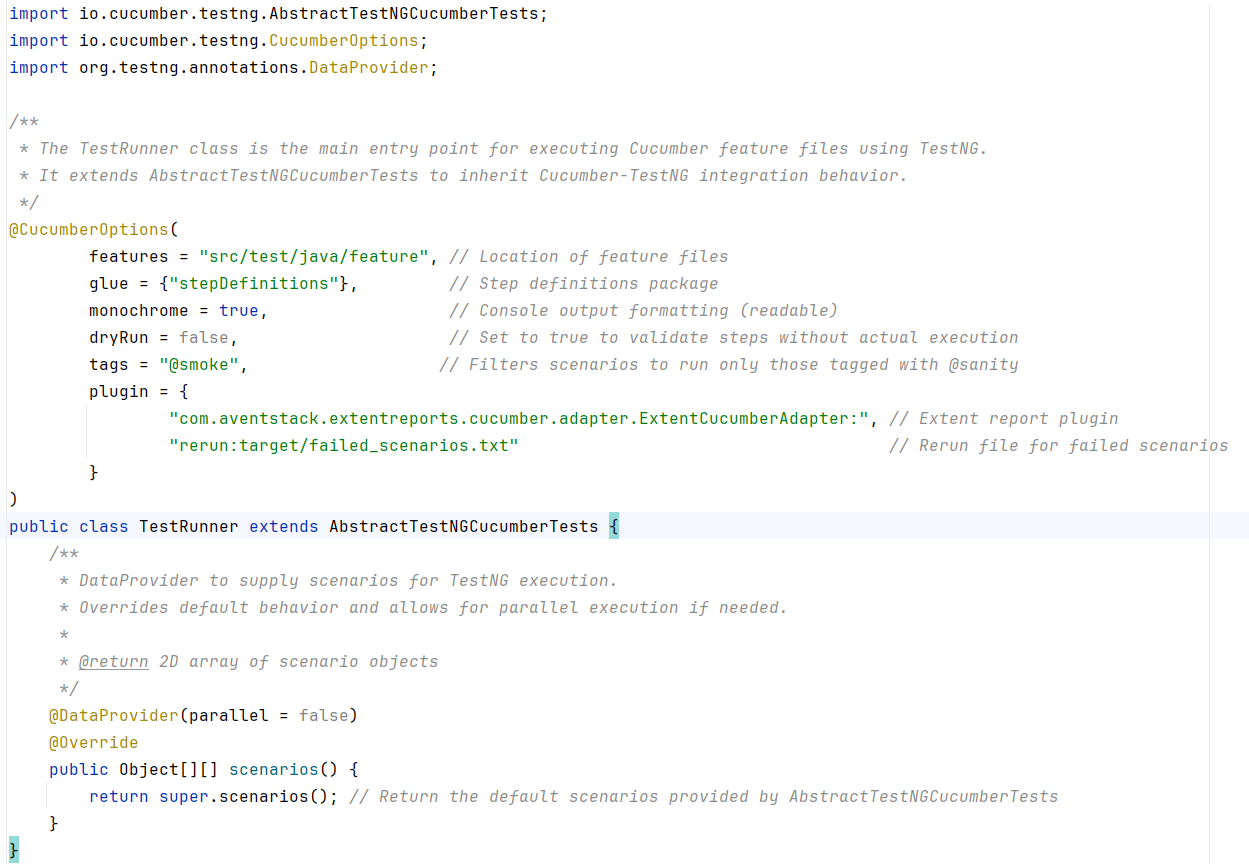 import io.cucumber.testng.AbstractTestNGCucumberTests;
import io.cucumber.testng.CucumberOptions;
import org.testng.annotations.DataProvider;

/**
 * The TestRunner class is the main entry point for executing Cucumber feature files using TestNG.
 * It extends AbstractTestNGCucumberTests to inherit Cucumber-TestNG integration behavior.
 */
@CucumberOptions(
        features = "src/test/java/feature", // Location of feature files
        glue = {"stepDefinitions"},         // Step definitions package
        monochrome = true,                  // Console output formatting (readable)
        dryRun = false,                     // Set to true to validate steps without actual execution
        tags = "@smoke",                   // Filters scenarios to run only those tagged with @sanity
        plugin = {
                "com.aventstack.extentreports.cucumber.adapter.ExtentCucumberAdapter:", // Extent report plugin
                "rerun:target/failed_scenarios.txt"                                     // Rerun file for failed scenarios
        }
)
public class TestRunner extends AbstractTestNGCucumberTests {
    /**
     * DataProvider to supply scenarios for TestNG execution.
     * Overrides default behavior and allows for parallel execution if needed.
     *
     * @return 2D array of scenario objects
     */
    @DataProvider(parallel = false)
    @Override
    public Object[][] scenarios() {
        return super.scenarios(); // Return the default scenarios provided by AbstractTestNGCucumberTests
    }
}